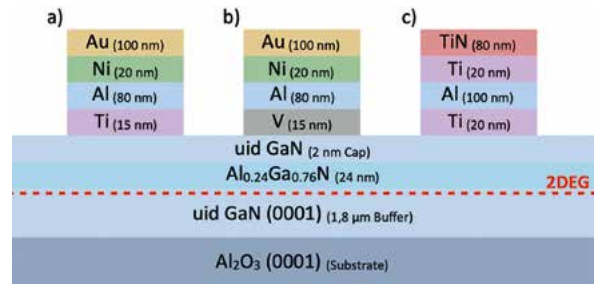 a) b) c)
Au (100 nm) Au (100 nm) TiN (80 nm)
Ni (20 nm) Ni (20 nm) Ti (20 nm)
Al (80 nm) Al (80 nm) Al (100 nm)
Ti (15 nm) V (15 nm) Ti (20 nm)
uid GaN (2 nm Cap)
Al0.24Ga0.76N (24 nm)
2DEG
uid GaN (0001) (1,8 µm Buffer)
Al2O3 (0001) (Substrate)